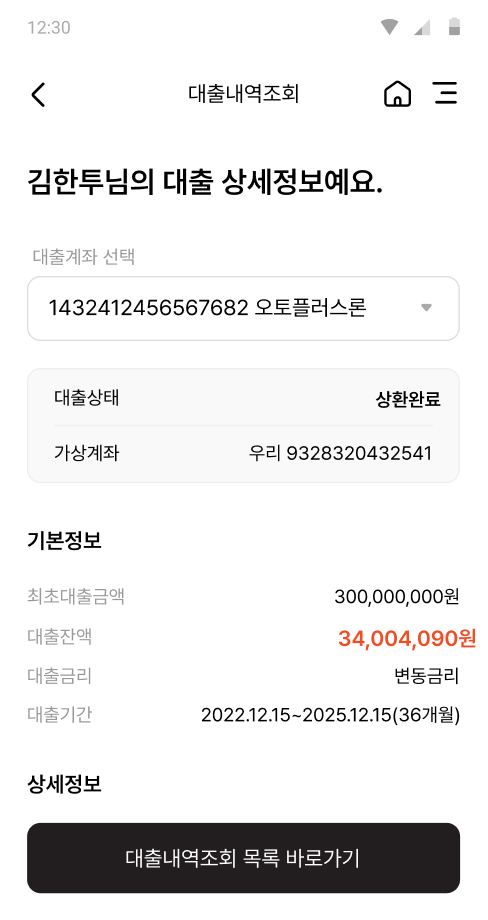 12:30
대출내역조회
김한투님의 대출 상세정보예요.
대출계좌 선택
1432412456567682 오토플러스론
대출상태 상환완료
가상계좌 우리 9328320432541
기본정보
최초대출금액 300,000,000원
대출잔액 34,004,090원
대출금리 변동금리
대출기간 2022.12.15~2025.12.15(36개월)
상세정보
대출내역조회 목록 바로가기